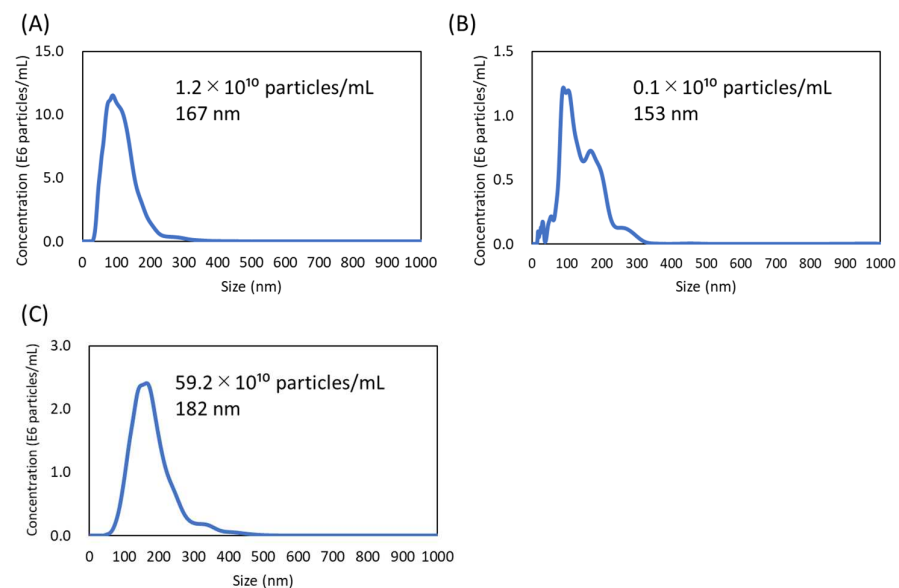 (A)
Concentration (E6 particles/mL)
15.0
10.0
5.0
0.0
1.2 × 10¹⁰ particles/mL
167 nm
0 100 200 300 400 500 600 700 800 900 1000
Size (nm)
(B)
Concentration (E6 particles/mL)
1.5
1.0
0.5
0.0
0.1 × 10¹⁰ particles/mL
153 nm
0 100 200 300 400 500 600 700 800 900 1000
Size (nm)
(C)
Concentration (E6 particles/mL)
3.0
2.0
1.0
0.0
59.2 × 10¹⁰ particles/mL
182 nm
0 100 200 300 400 500 600 700 800 900 1000
Size (nm)